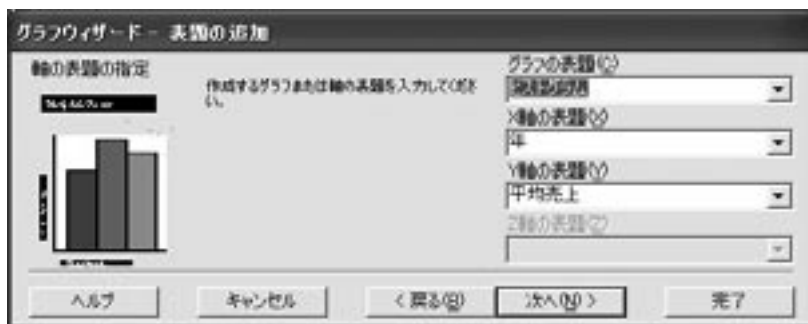 グラフウィザード - 表題の追加
軸の表題の指定
作成するグラフまたは軸の表題を入力してくださ
い。
グラフの表題(C)
X軸の表題(X)
年
Y軸の表題(Y)
平均売上
Z軸の表題(Z)
ヘルプ
キャンセル
< 戻る(B)
次へ(N) >
完了